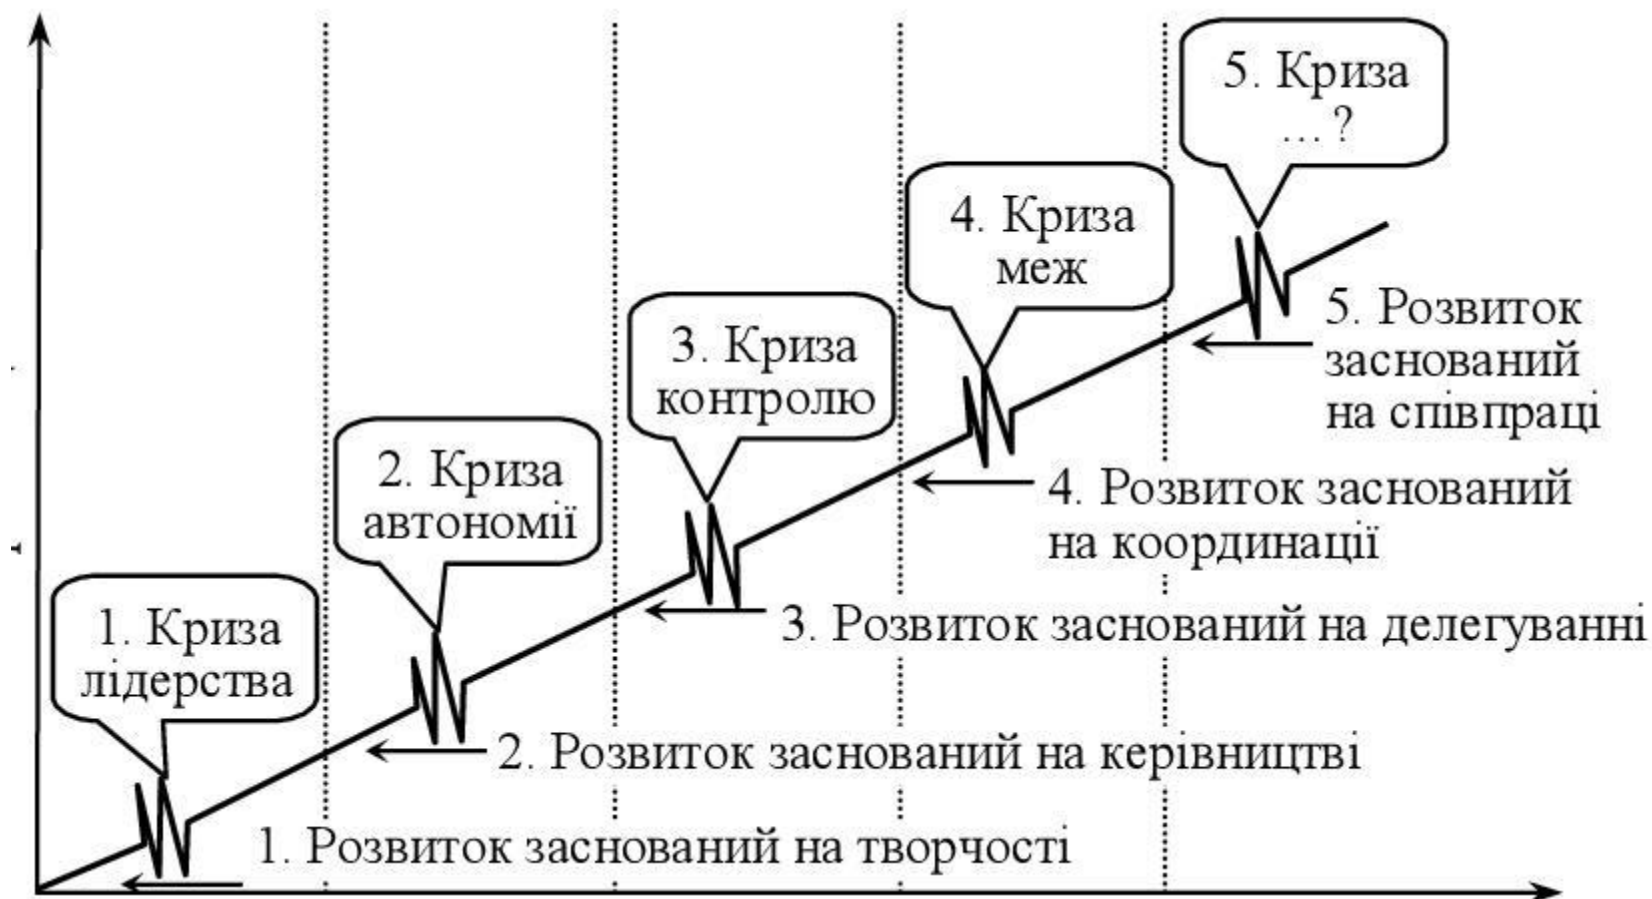 5. Криза
... ?
4. Криза
меж
3. Криза
контролю
2. Криза
автономії
1. Криза
лідерства
5. Розвиток
заснований
на співпраці
4. Розвиток заснований
на координації
3. Розвиток заснований на делегуванні
2. Розвиток заснований на керівництві
1. Розвиток заснований на творчості